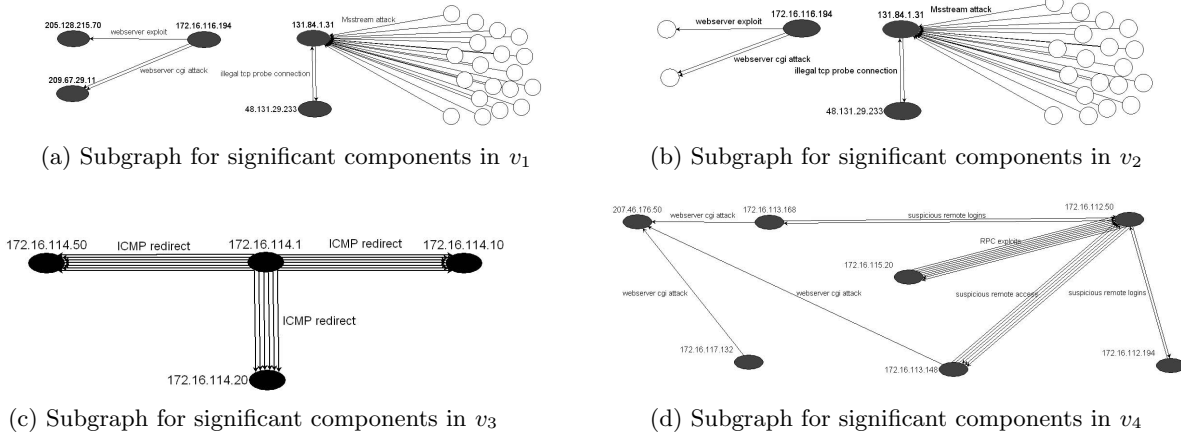 205.128.215.70
172.16.116.194
131.84.1.31
Msstream attack
webserver exploit
209.67.29.11
webserver cgi attack
illegal tcp probe connection
48.131.29.233
(a) Subgraph for significant components in v1
172.16.116.194
131.84.1.31
Msstream attack
webserver exploit
webserver cgi attack
illegal tcp probe connection
48.131.29.233
(b) Subgraph for significant components in v2
172.16.114.50
ICMP redirect
172.16.114.1
ICMP redirect
172.16.114.10
ICMP redirect
172.16.114.20
(c) Subgraph for significant components in v3
207.46.176.50
webserver cgi attack
172.16.113.168
suspicious remote logins
172.16.112.50
RPC exploits
172.16.115.20
webserver cgi attack
webserver cgi attack
suspicious remote access
suspicious remote logins
172.16.117.132
172.16.113.148
172.16.112.194
(d) Subgraph for significant components in v4